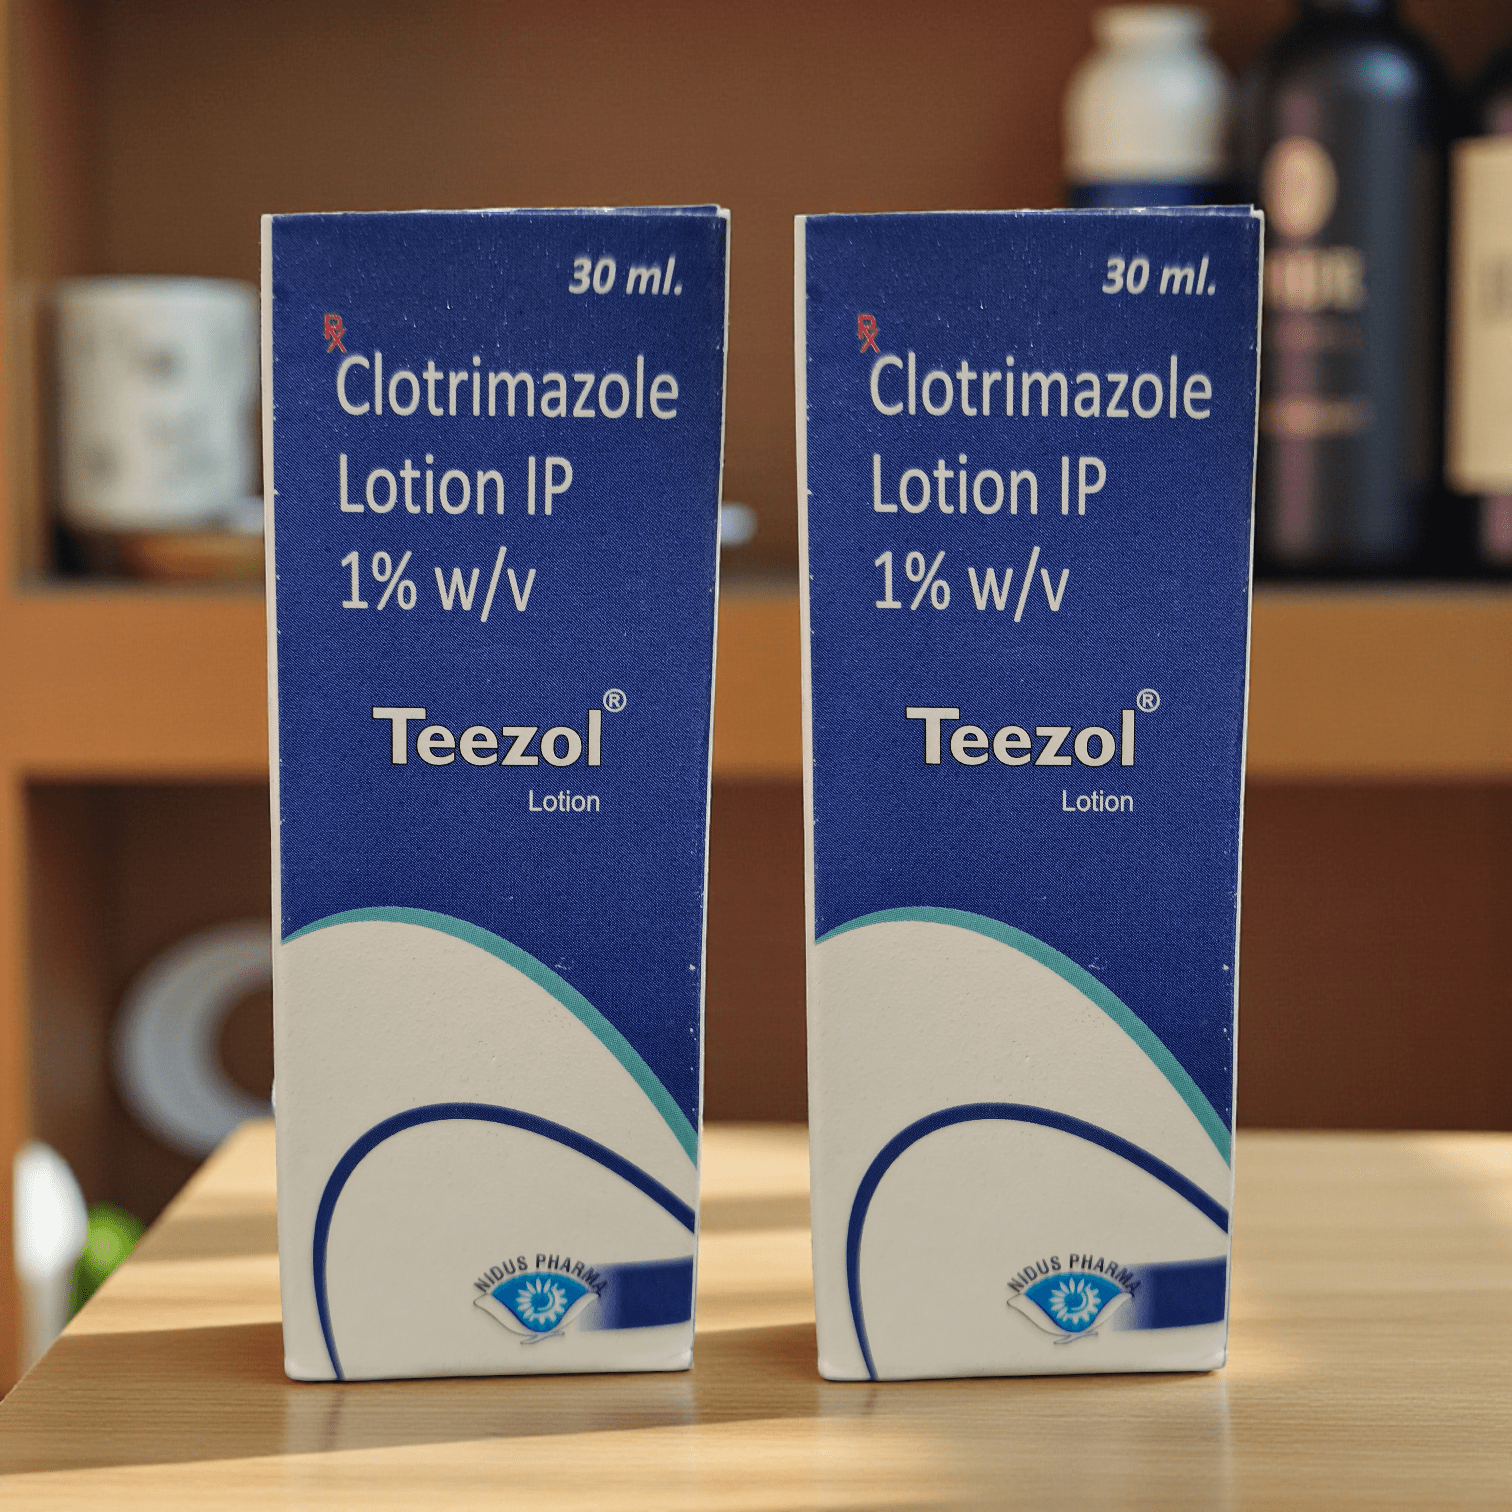 30 ml.
Rx
Clotrimazole
Lotion IP
1% w/v
Teezol®
Lotion
NIDUS PHARMA
30 ml.
Rx
Clotrimazole
Lotion IP
1% w/v
Teezol®
Lotion
NIDUS PHARMA